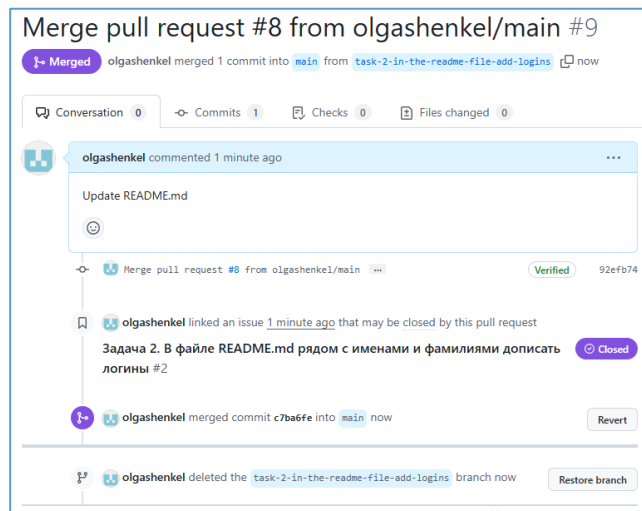 Merge pull request #8 from olgashenkel/main #9
Merged olgashenkel merged 1 commit into main from task-2-in-the-readme-file-add-logins now
Conversation 0 Commits 1 Checks 0 Files changed 0
olgashenkel commented 1 minute ago ...
Update README.md
Merge pull request #8 from olgashenkel/main ... Verified 92efb74
olgashenkel linked an issue 1 minute ago that may be closed by this pull request
Задача 2. В файле README.md рядом с именами и фамилиями дописать Closed
логины #2
olgashenkel merged commit c7ba6fe into main now Revert
olgashenkel deleted the task-2-in-the-readme-file-add-logins branch now Restore branch